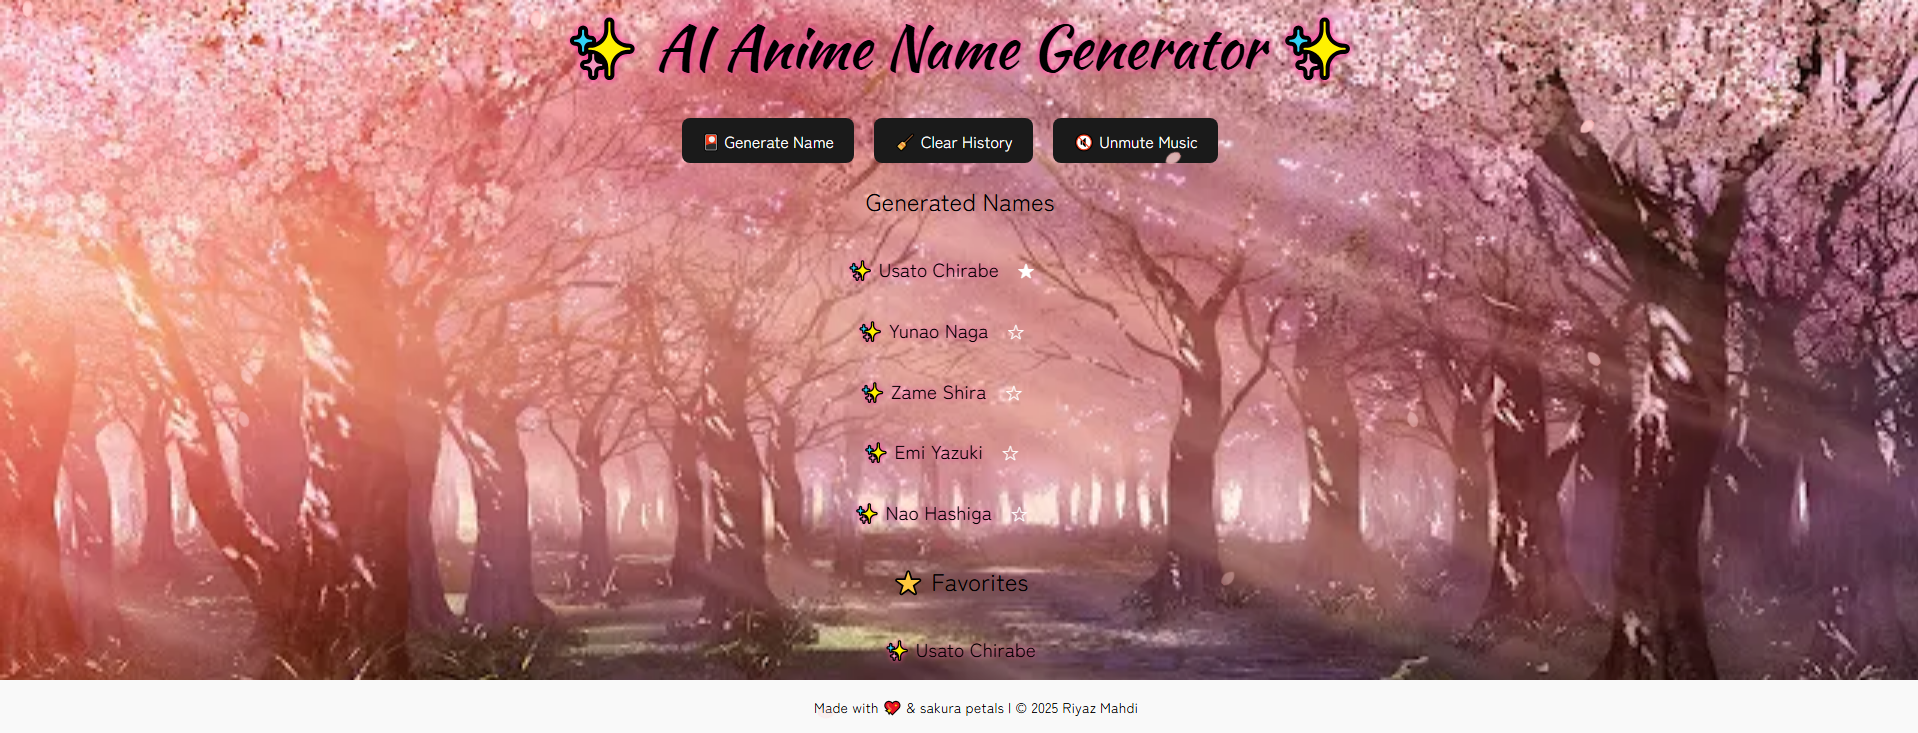 ✨ AI Anime Name Generator ✨
🎴 Generate Name 🧹 Clear History 🔇 Unmute Music
Generated Names
✨ Usato Chirabe ★
✨ Yunao Naga ☆
✨ Zame Shira ☆
✨ Emi Yazuki ☆
✨ Nao Hashiga ☆
⭐ Favorites
✨ Usato Chirabe
Made with 💖 & sakura petals | © 2025 Riyaz Mahdi